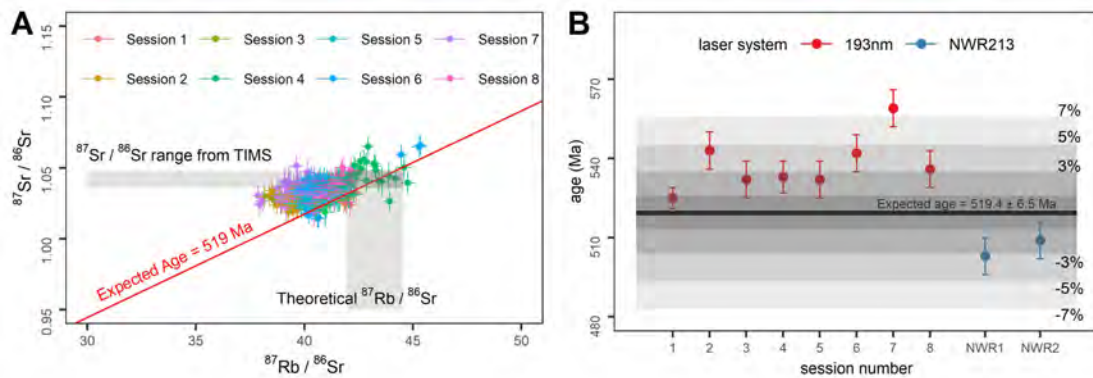 A
Session 1 Session 3 Session 5 Session 7
Session 2 Session 4 Session 6 Session 8
⁸⁷Sr / ⁸⁶Sr range from TIMS
Expected Age = 519 Ma
Theoretical ⁸⁷Rb / ⁸⁶Sr
1.15
1.10
1.05
1.00
0.95
⁸⁷Sr / ⁸⁶Sr
30 35 40 45 50
⁸⁷Rb / ⁸⁶Sr
B
laser system 193nm NWR213
7%
5%
3%
Expected age = 519.4 ± 6.5 Ma
-3%
-5%
-7%
570
540
510
480
age (Ma)
1 2 3 4 5 6 7 8 NWR1 NWR2
session number